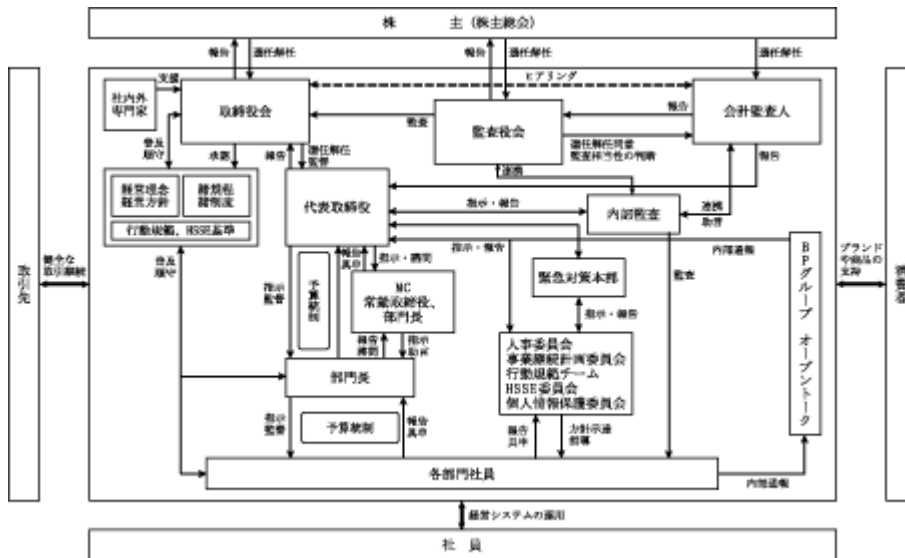 株　主（株主総会）
報告
選任解任
報告
選任解任
選任解任
ヒアリング
支援
社内外
専門家
取締役会
監査
監査役会
報告
会計監査人
普及
順守
承認
報告
選任解任
監督
選任解任同意
監査相当性の判断
連携
報告
経営理念
経営方針
諸規程
諸制度
行動規範、HSSE基準
代表取締役
指示・報告
内部監査
連携
助言
普及
順守
指示
監督
予算統制
報告
具申
指示・諮問
指示・報告
内部通報
緊急対策本部
監査
MC
常勤取締役、
部門長
指示・報告
報告
諮問
指示
助言
人事委員会
事業継続計画委員会
行動規範チーム
HSSE委員会
個人情報保護委員会
部門長
指示
監督
予算統制
報告
具申
報告
具申
方針示達
指導
各部門社員
内部通報
BPグループ　オープントーク
取引先
健全な
取引継続
ブランド
や商品の
支持
消費者
経営システムの運用
社　員